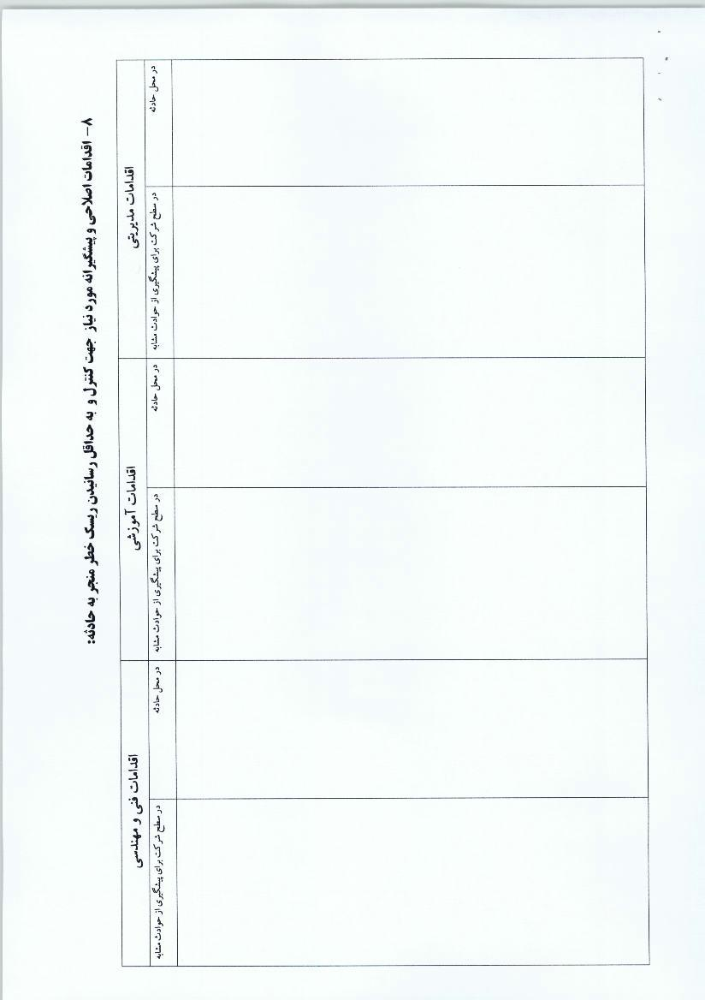 ۸- اقدامات اصلاحی و پیشگیرانه مورد نیاز جهت کنترل و به حداقل رسانیدن ریسک خطر منجر به حادثه:
اقدامات مدیریتی
در محل حادثه
در سطح شرکت برای پیشگیری از حوادث مشابه
اقدامات آموزشی
در محل حادثه
در سطح شرکت برای پیشگیری از حوادث مشابه
اقدامات فنی و مهندسی
در محل حادثه
در سطح شرکت برای پیشگیری از حوادث مشابه